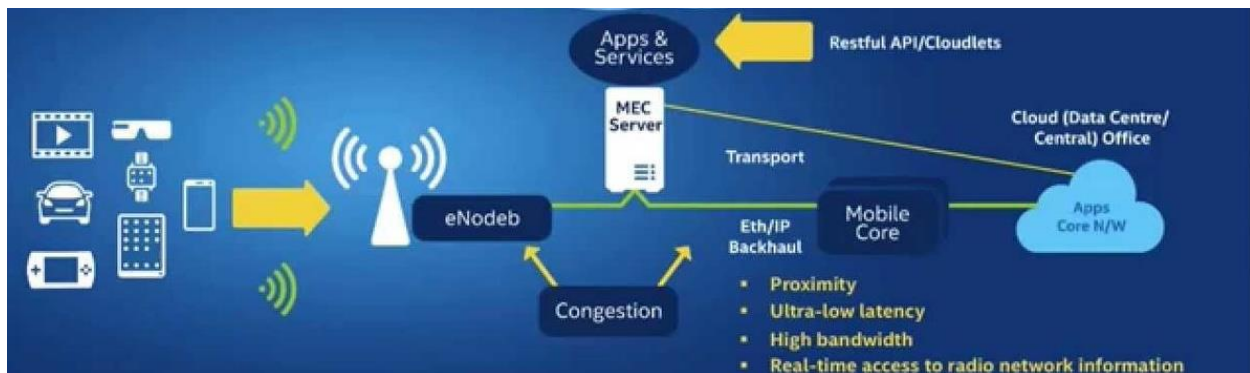 Apps &
Services
Restful API/Cloudlets
MEC
Server
Cloud (Data Centre/
Central) Office
Transport
eNodeb
Mobile
Core
Apps
Core N/W
Eth/IP
Backhaul
Congestion
▪ Proximity
▪ Ultra-low latency
▪ High bandwidth
▪ Real-time access to radio network information